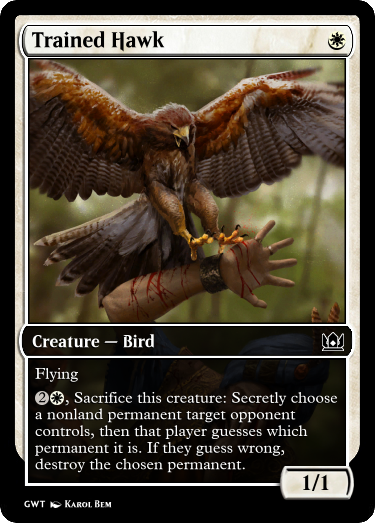 Trained Hawk
Creature — Bird
Flying
2W, Sacrifice this creature: Secretly choose
a nonland permanent target opponent
controls, then that player guesses which
permanent it is. If they guess wrong,
destroy the chosen permanent.
1/1
GWT Karol Bem